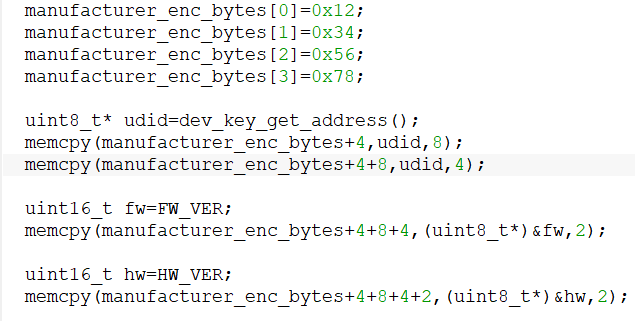 manufacturer_enc_bytes[0]=0x12;
manufacturer_enc_bytes[1]=0x34;
manufacturer_enc_bytes[2]=0x56;
manufacturer_enc_bytes[3]=0x78;
uint8_t* udid=dev_key_get_address();
memcpy(manufacturer_enc_bytes+4,udid,8);
memcpy(manufacturer_enc_bytes+4+8,udid,4);
uint16_t fw=FW_VER;
memcpy(manufacturer_enc_bytes+4+8+4,(uint8_t*)&fw,2);
uint16_t hw=HW_VER;
memcpy(manufacturer_enc_bytes+4+8+4+2,(uint8_t*)&hw,2);